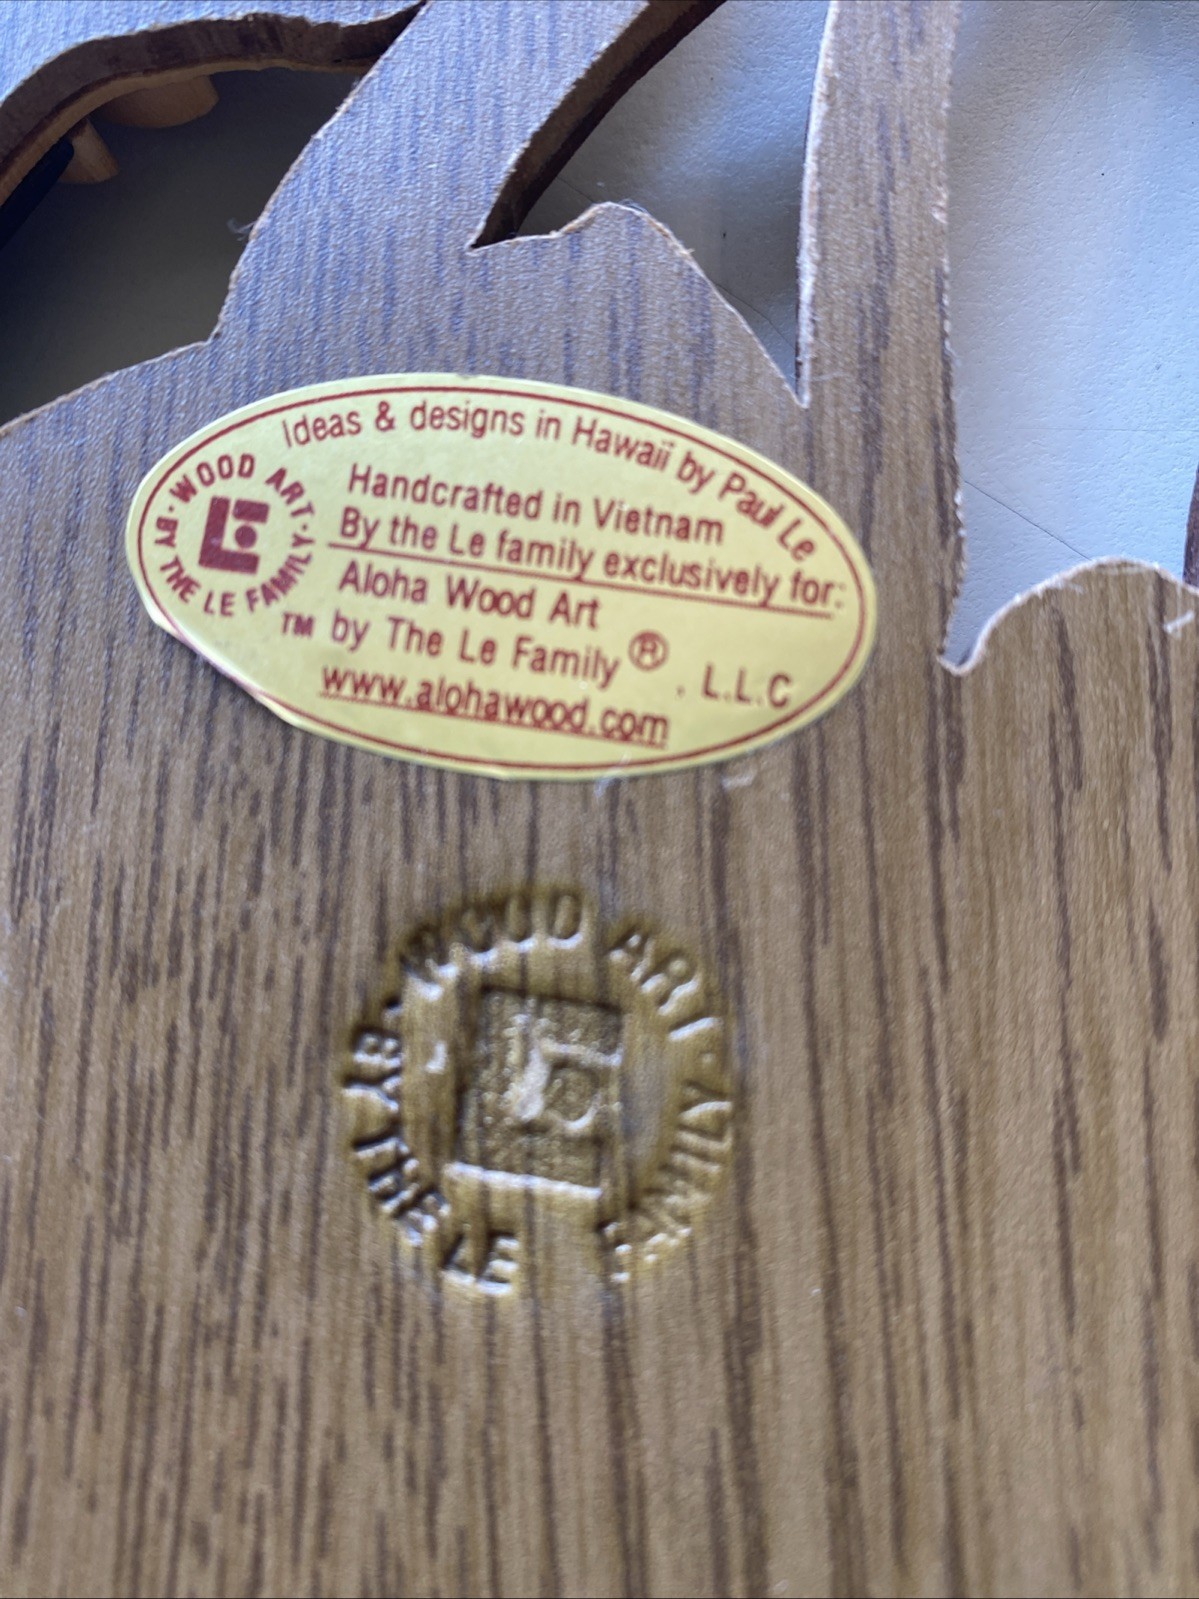 Ideas & designs in Hawaii by Paul Le
Handcrafted in Vietnam
By the Le family exclusively for:
Aloha Wood Art
™ by The Le Family ® , L.L.C
www.alohawood.com
· WOOD ART · BY THE LE FAMILY
WOOD ART · BY THE LE FAMILY